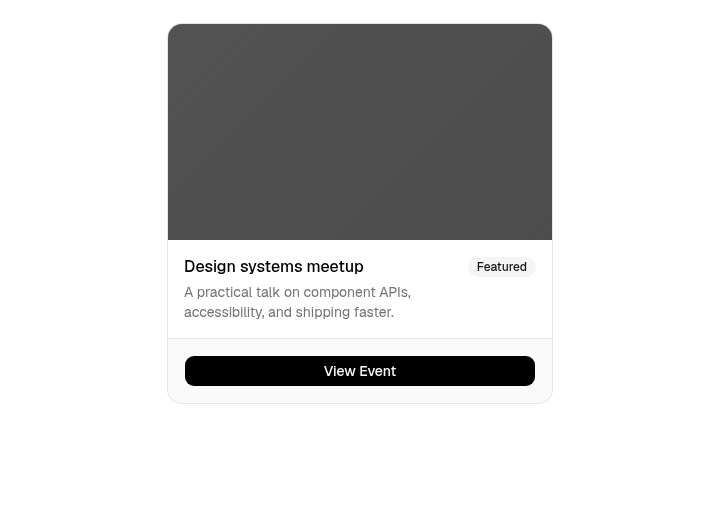 Design systems meetup
Featured
A practical talk on component APIs,
accessibility, and shipping faster.
View Event